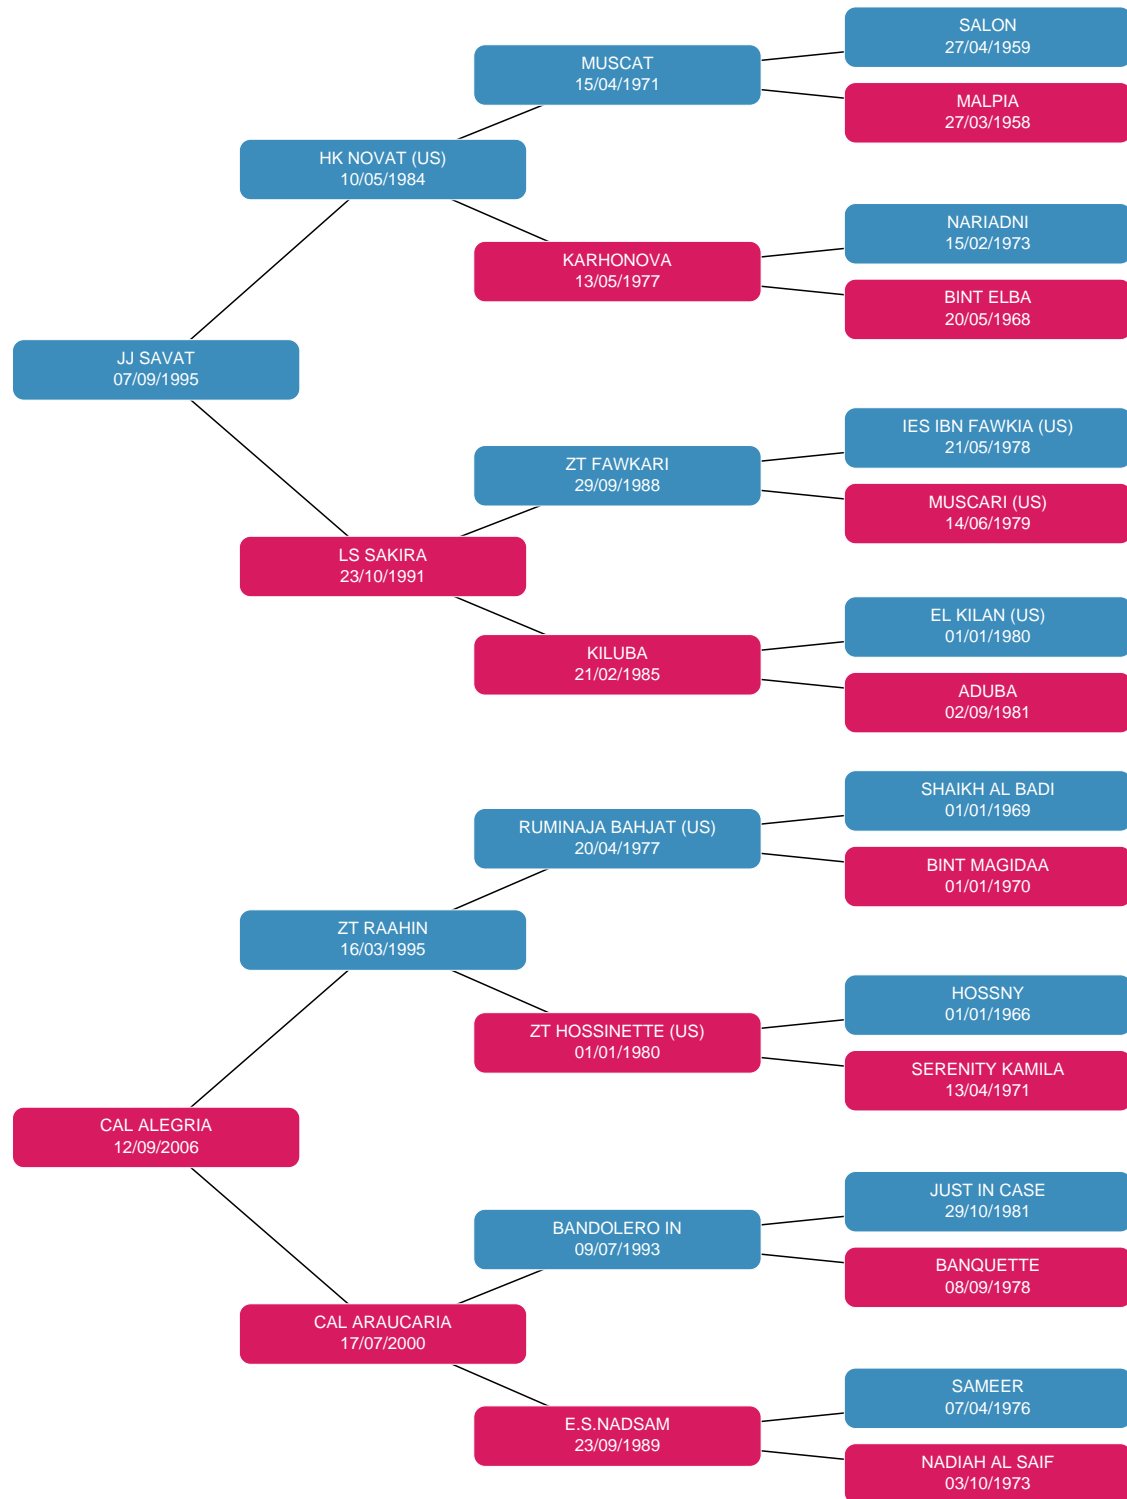 SALON
27/04/1959
MUSCAT
15/04/1971
MALPIA
27/03/1958
HK NOVAT (US)
10/05/1984
NARIADNI
15/02/1973
KARHONOVA
13/05/1977
BINT ELBA
20/05/1968
JJ SAVAT
07/09/1995
IES IBN FAWKIA (US)
21/05/1978
ZT FAWKARI
29/09/1988
MUSCARI (US)
14/06/1979
LS SAKIRA
23/10/1991
EL KILAN (US)
01/01/1980
KILUBA
21/02/1985
ADUBA
02/09/1981
SHAIKH AL BADI
01/01/1969
RUMINAJA BAHJAT (US)
20/04/1977
BINT MAGIDAA
01/01/1970
ZT RAAHIN
16/03/1995
HOSSNY
01/01/1966
ZT HOSSINETTE (US)
01/01/1980
SERENITY KAMILA
13/04/1971
CAL ALEGRIA
12/09/2006
JUST IN CASE
29/10/1981
BANDOLERO IN
09/07/1993
BANQUETTE
08/09/1978
CAL ARAUCARIA
17/07/2000
SAMEER
07/04/1976
E.S.NADSAM
23/09/1989
NADIAH AL SAIF
03/10/1973